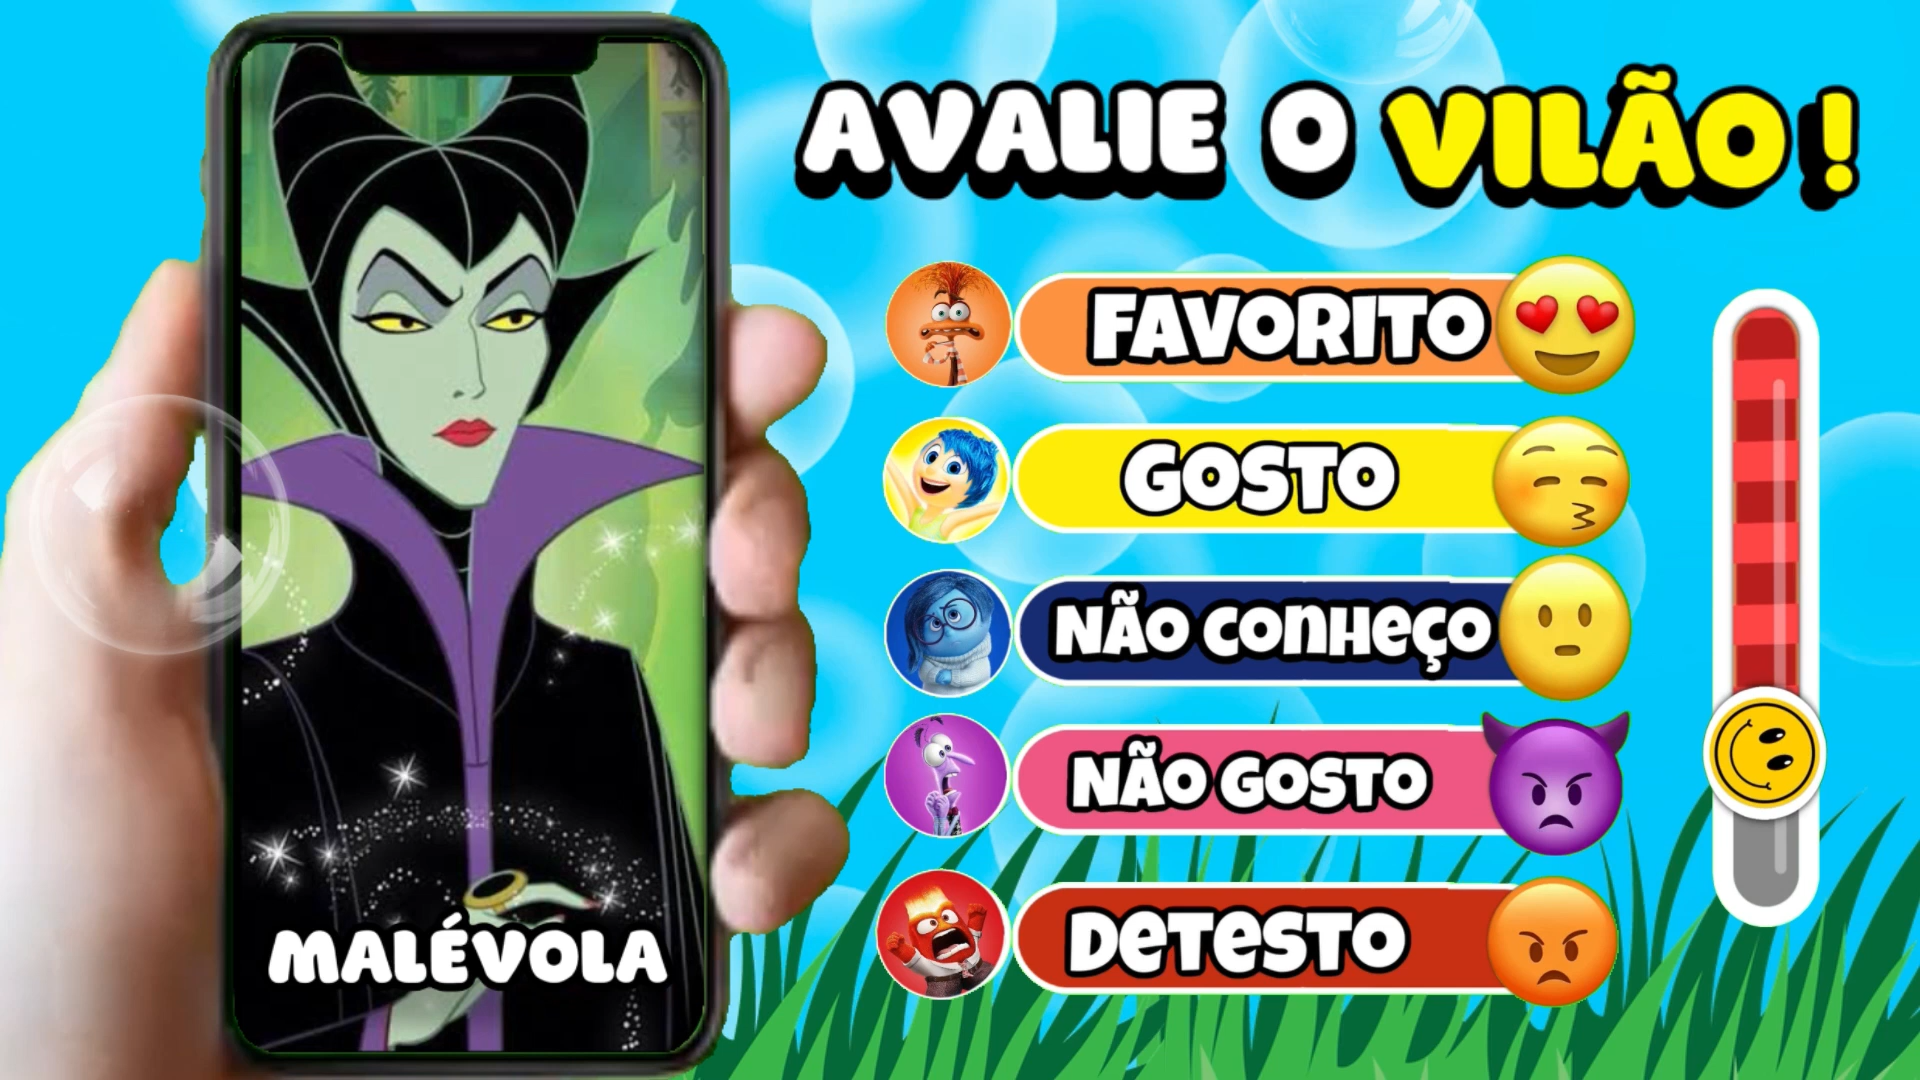 AVALIE O VILÃO!
FAVORITO
GOSTO
NÃO CONHEÇO
NÃO GOSTO
DETESTO
MALÉVOLA